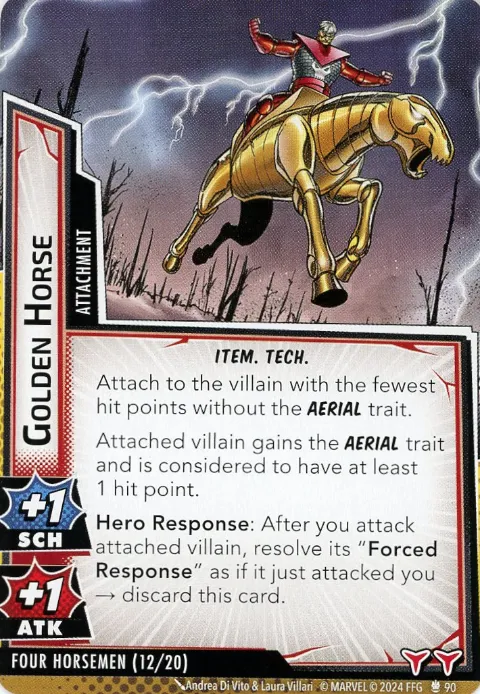 GOLDEN HORSE
ATTACHMENT
ITEM. TECH.
Attach to the villain with the fewest
hit points without the AERIAL trait.
Attached villain gains the AERIAL trait
and is considered to have at least
1 hit point.
Hero Response: After you attack
attached villain, resolve its “Forced
Response” as if it just attacked you
→ discard this card.
+1
SCH
+1
ATK
FOUR HORSEMEN (12/20)
Andrea Di Vito & Laura Villari © MARVEL © 2024 FFG 90